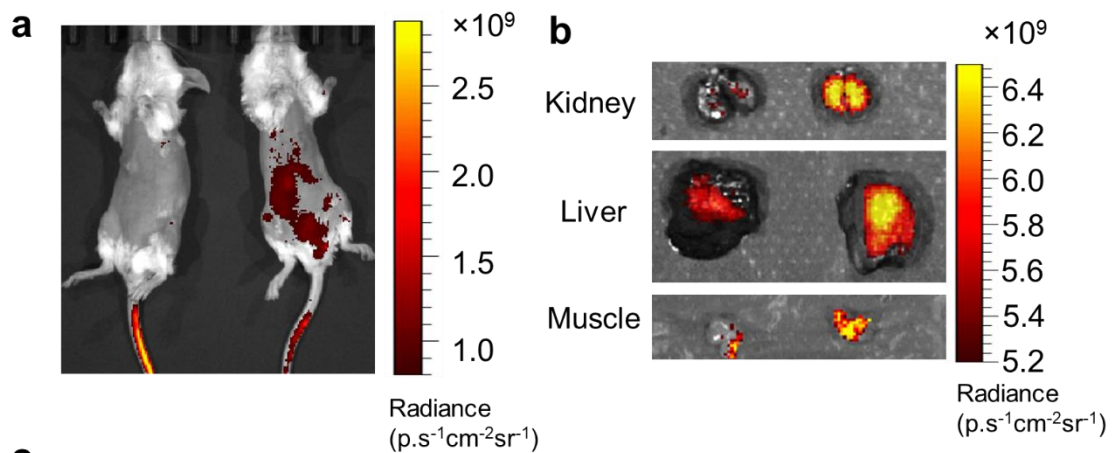 a
×10⁹
2.5
2.0
1.5
1.0
Radiance
(p.s⁻¹cm⁻²sr⁻¹)
b
×10⁹
Kidney
Liver
Muscle
6.4
6.2
6.0
5.8
5.6
5.4
5.2
Radiance
(p.s⁻¹cm⁻²sr⁻¹)